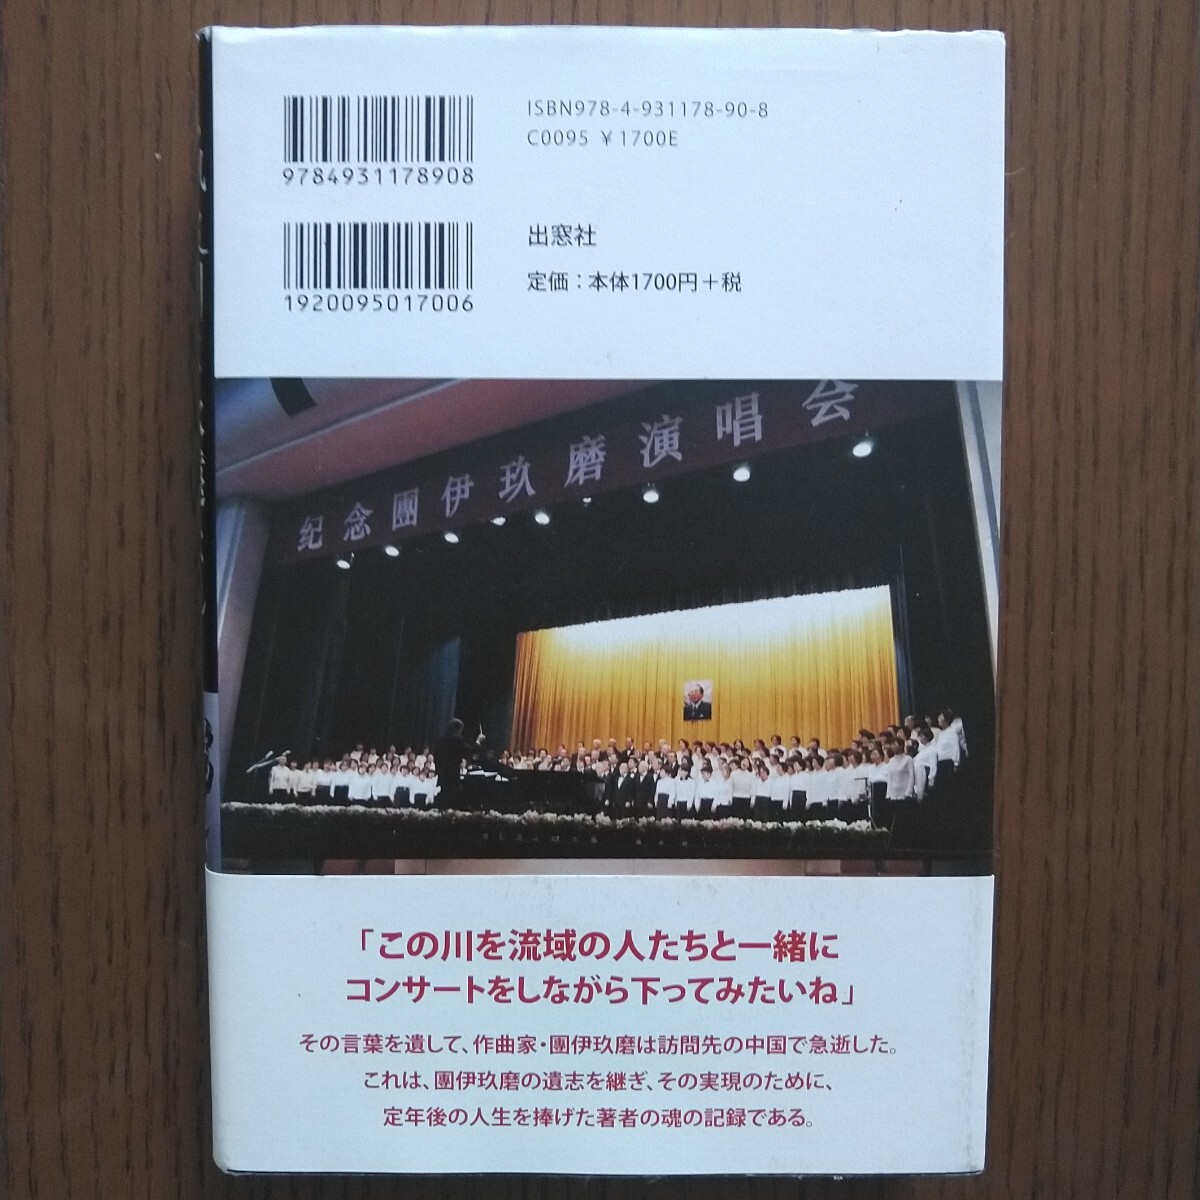 ISBN978-4-931178-90-8
C0095 ￥1700E
9784931178908
出窓社
定価：本体1700円＋税
1920095017006
纪念團伊玖磨演唱会
「この川を流域の人たちと一緒に
コンサートをしながら下ってみたいね」
その言葉を遺して、作曲家・團伊玖磨は訪問先の中国で急逝した。
これは、團伊玖磨の遺志を継ぎ、その実現のために、
定年後の人生を捧げた著者の魂の記録である。